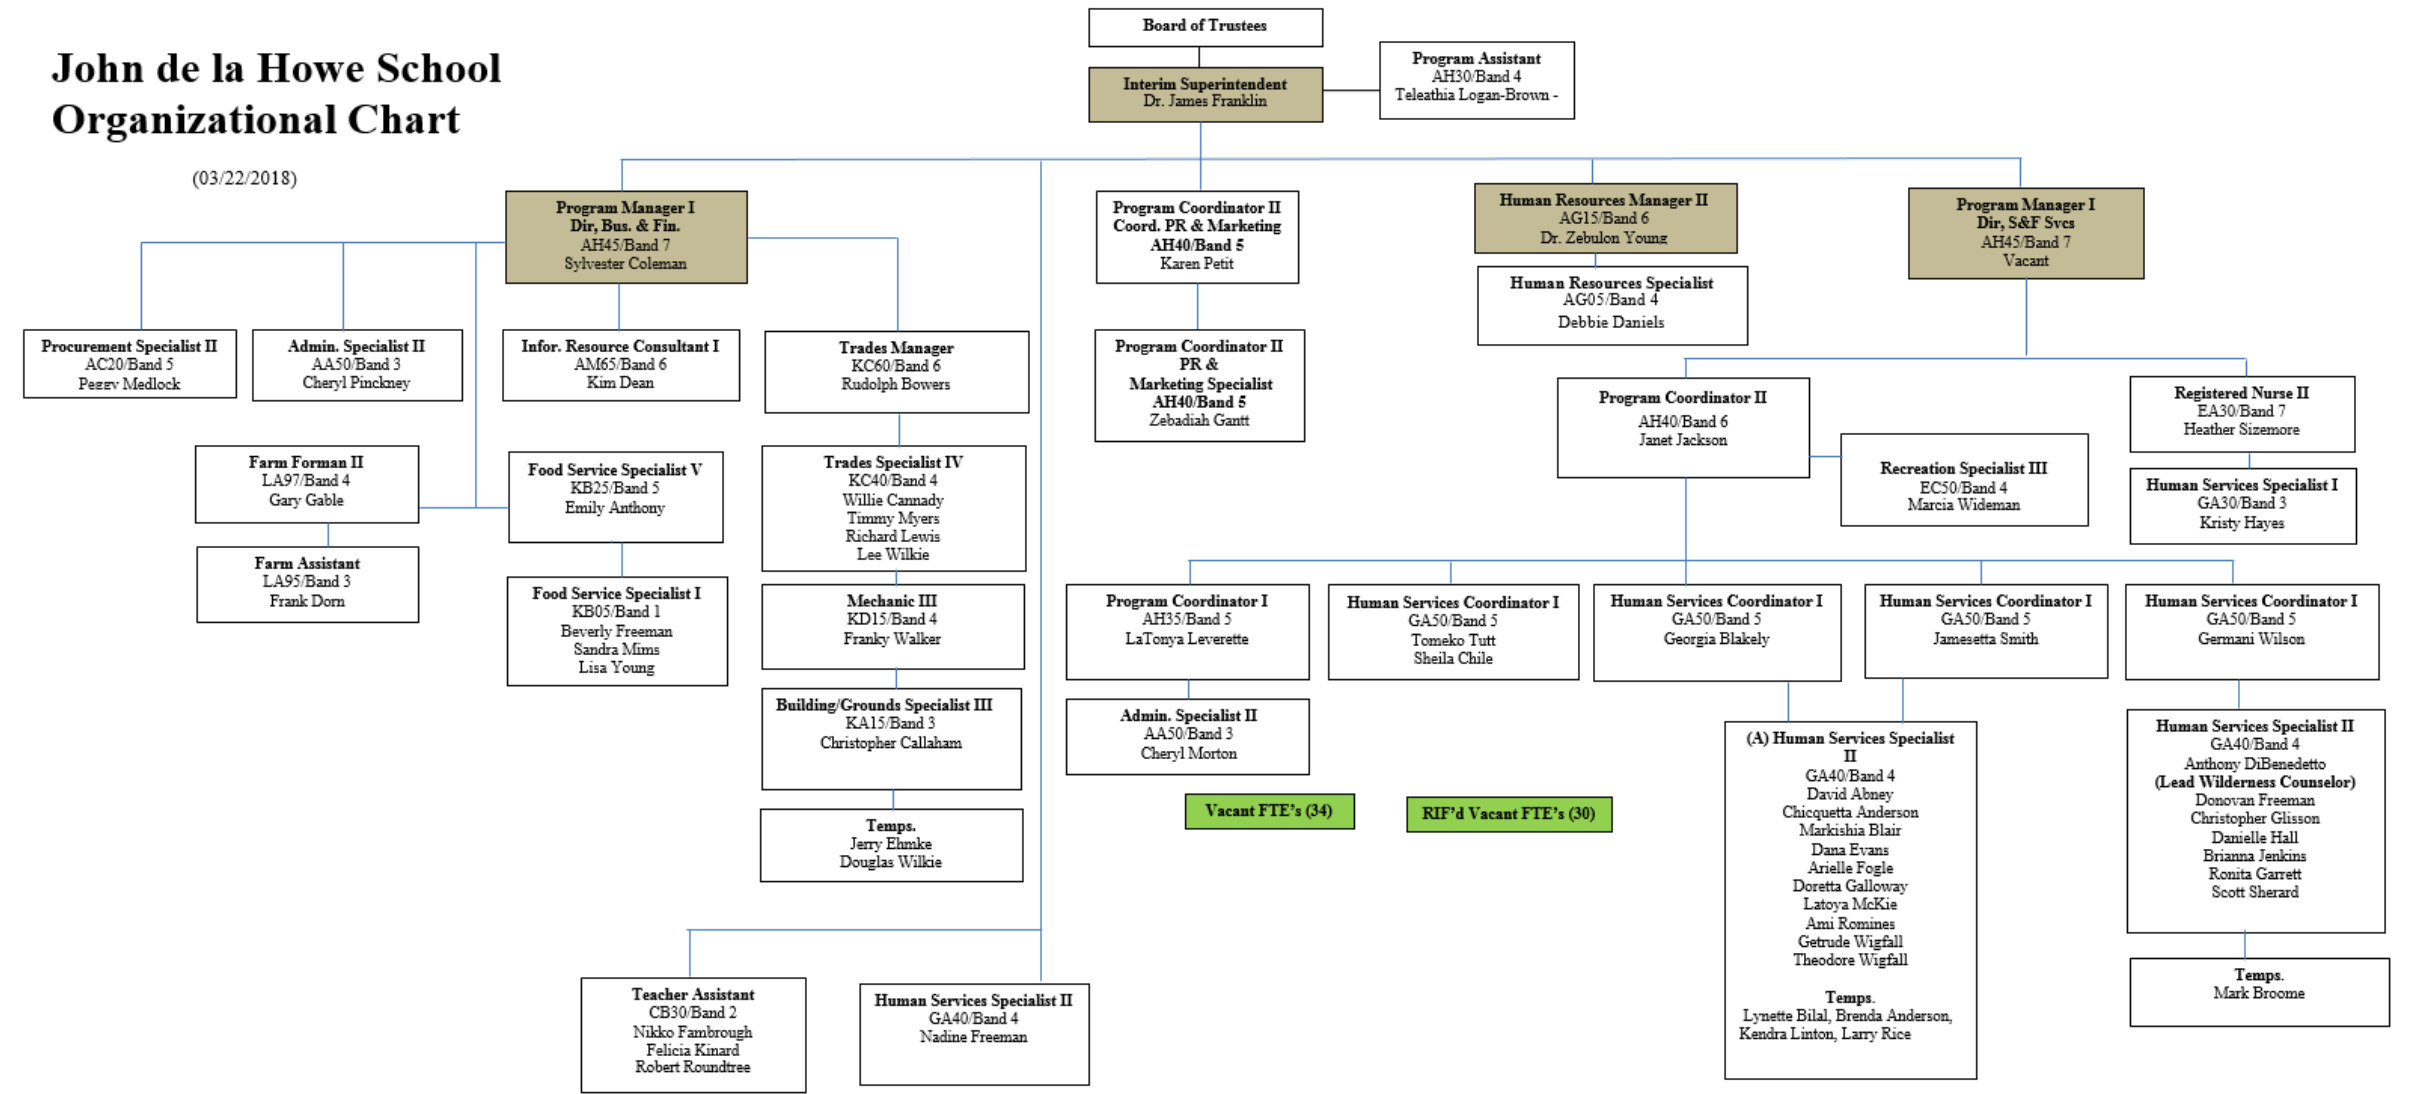 John de la Howe School
Organizational Chart
(03/22/2018)
Board of Trustees
Interim Superintendent
Dr. James Franklin
Program Assistant
AH30/Band 4
Teleathia Logan-Brown -
Program Manager I
Dir, Bus. & Fin.
AH45/Band 7
Sylvester Coleman
Program Coordinator II
Coord. PR & Marketing
AH40/Band 5
Karen Petit
Human Resources Manager II
AG15/Band 6
Dr. Zebulon Young
Program Manager I
Dir, S&F Svcs
AH45/Band 7
Vacant
Human Resources Specialist
AG05/Band 4
Debbie Daniels
Procurement Specialist II
AC20/Band 5
Peggy Medlock
Admin. Specialist II
AA50/Band 3
Cheryl Pinckney
Infor. Resource Consultant I
AM65/Band 6
Kim Dean
Trades Manager
KC60/Band 6
Rudolph Bowers
Program Coordinator II
PR &
Marketing Specialist
AH40/Band 5
Zebadiah Gantt
Program Coordinator II
AH40/Band 6
Janet Jackson
Registered Nurse II
EA30/Band 7
Heather Sizemore
Recreation Specialist III
EC50/Band 4
Marcia Wideman
Human Services Specialist I
GA30/Band 3
Kristy Hayes
Farm Forman II
LA97/Band 4
Gary Gable
Food Service Specialist V
KB25/Band 5
Emily Anthony
Trades Specialist IV
KC40/Band 4
Willie Cannady
Timmy Myers
Richard Lewis
Lee Wilkie
Farm Assistant
LA95/Band 3
Frank Dorn
Food Service Specialist I
KB05/Band 1
Beverly Freeman
Sandra Mims
Lisa Young
Mechanic III
KD15/Band 4
Franky Walker
Program Coordinator I
AH35/Band 5
LaTonya Leverette
Human Services Coordinator I
GA50/Band 5
Tomeko Tutt
Sheila Chile
Human Services Coordinator I
GA50/Band 5
Georgia Blakely
Human Services Coordinator I
GA50/Band 5
Jamesetta Smith
Human Services Coordinator I
GA50/Band 5
Germani Wilson
Building/Grounds Specialist III
KA15/Band 3
Christopher Callaham
Admin. Specialist II
AA50/Band 3
Cheryl Morton
(A) Human Services Specialist
II
GA40/Band 4
David Abney
Chicquetta Anderson
Markishia Blair
Dana Evans
Arielle Fogle
Doretta Galloway
Latoya McKie
Ami Romines
Getrude Wigfall
Theodore Wigfall
Temps.
Lynette Bilal, Brenda Anderson,
Kendra Linton, Larry Rice
Human Services Specialist II
GA40/Band 4
Anthony DiBenedetto
(Lead Wilderness Counselor)
Donovan Freeman
Christopher Glisson
Danielle Hall
Brianna Jenkins
Ronita Garrett
Scott Sherard
Vacant FTE's (34)
RIF'd Vacant FTE's (30)
Temps.
Jerry Ehmke
Douglas Wilkie
Temps.
Mark Broome
Teacher Assistant
CB30/Band 2
Nikko Fambrough
Felicia Kinard
Robert Roundtree
Human Services Specialist II
GA40/Band 4
Nadine Freeman